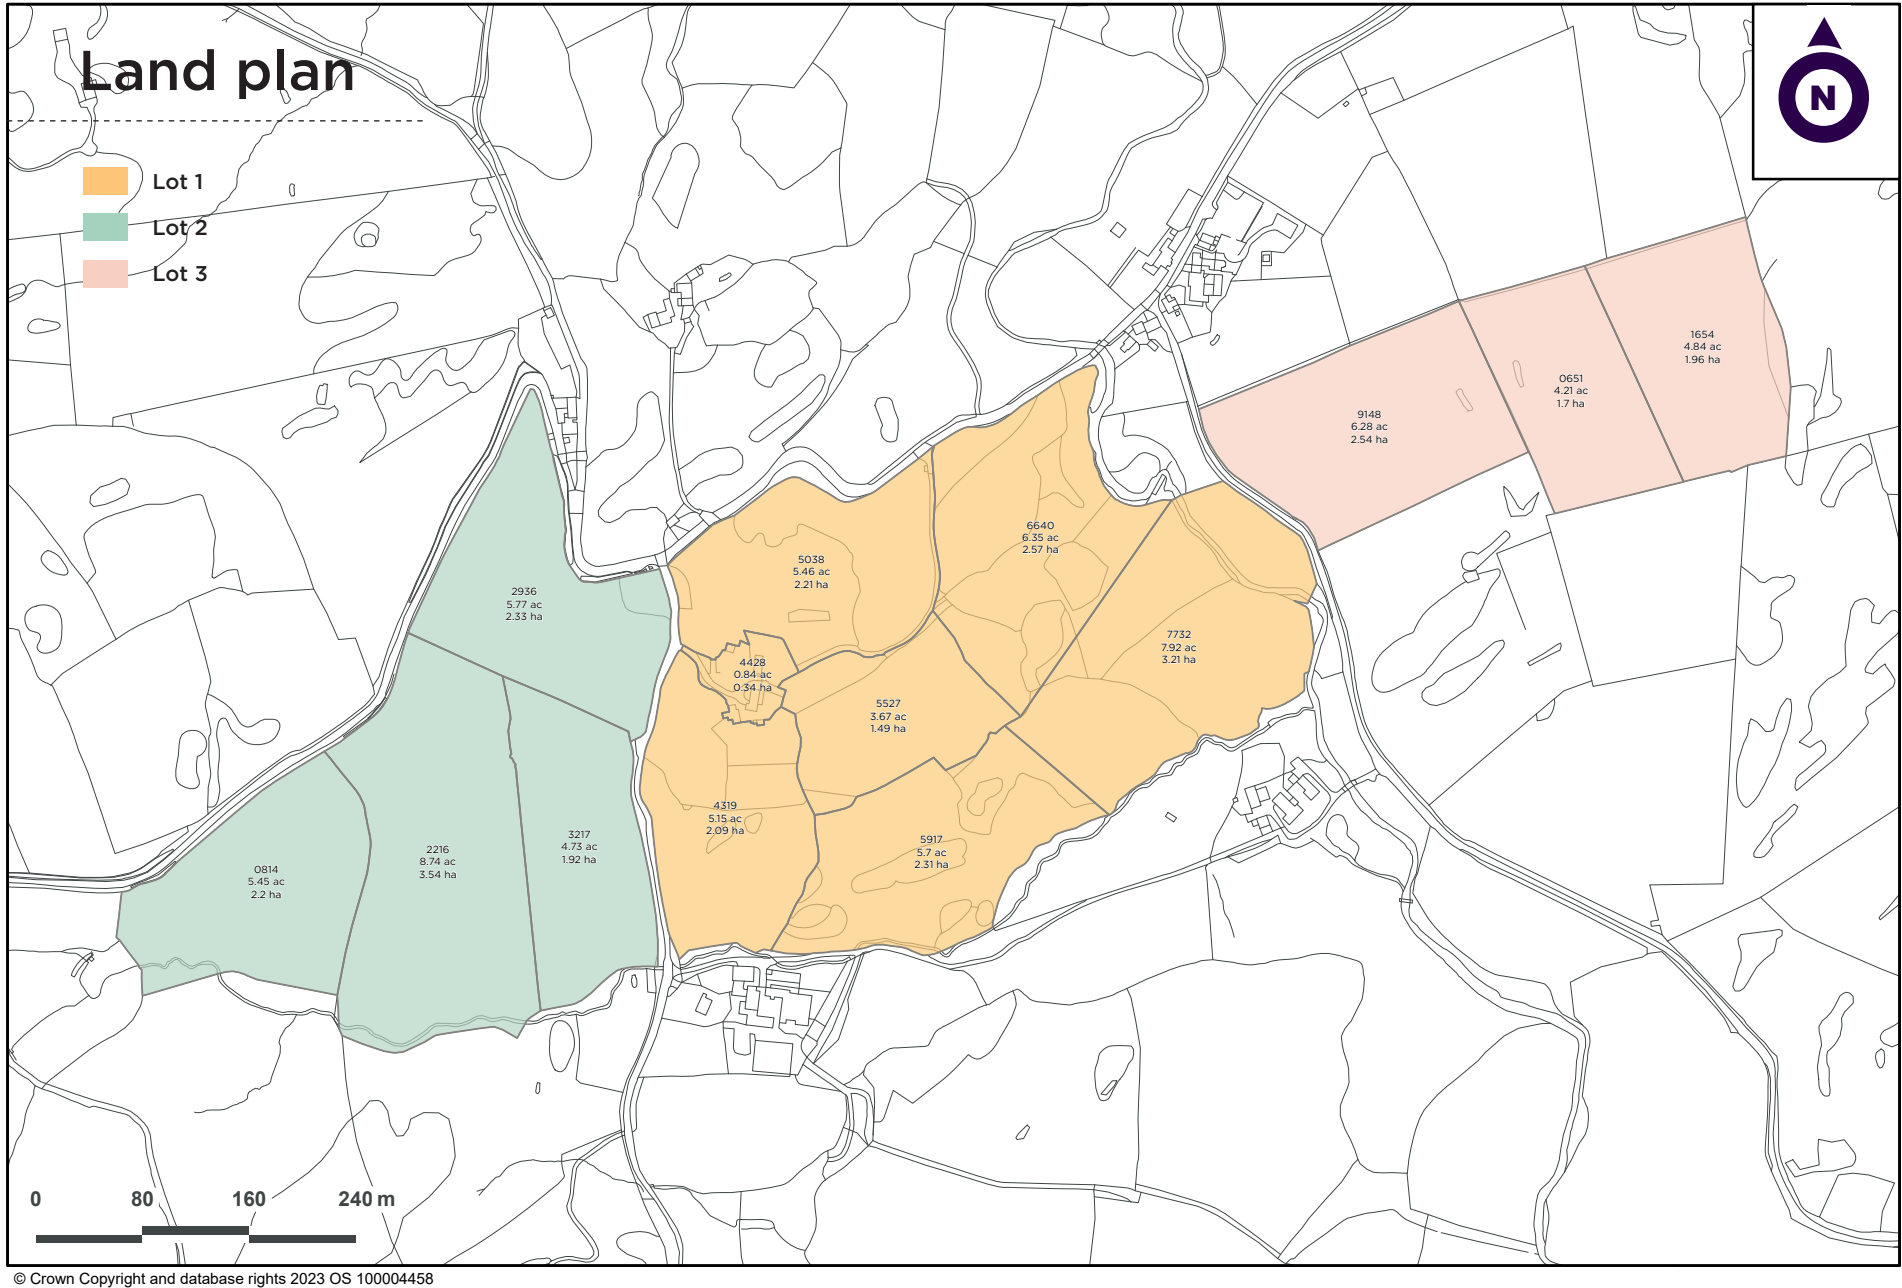 Land plan
N
Lot 1
Lot 2
Lot 3
1654
4.84 ac
1.96 ha
0651
4.21 ac
1.7 ha
9148
6.28 ac
2.54 ha
6640
6.35 ac
2.57 ha
5038
5.46 ac
2.21 ha
2936
5.77 ac
2.33 ha
7732
7.92 ac
3.21 ha
4428
0.84 ac
0.34 ha
5527
3.67 ac
1.49 ha
4319
5.15 ac
2.09 ha
3217
4.73 ac
1.92 ha
5917
5.7 ac
2.31 ha
2216
8.74 ac
3.54 ha
0814
5.45 ac
2.2 ha
0 80 160 240 m
© Crown Copyright and database rights 2023 OS 100004458